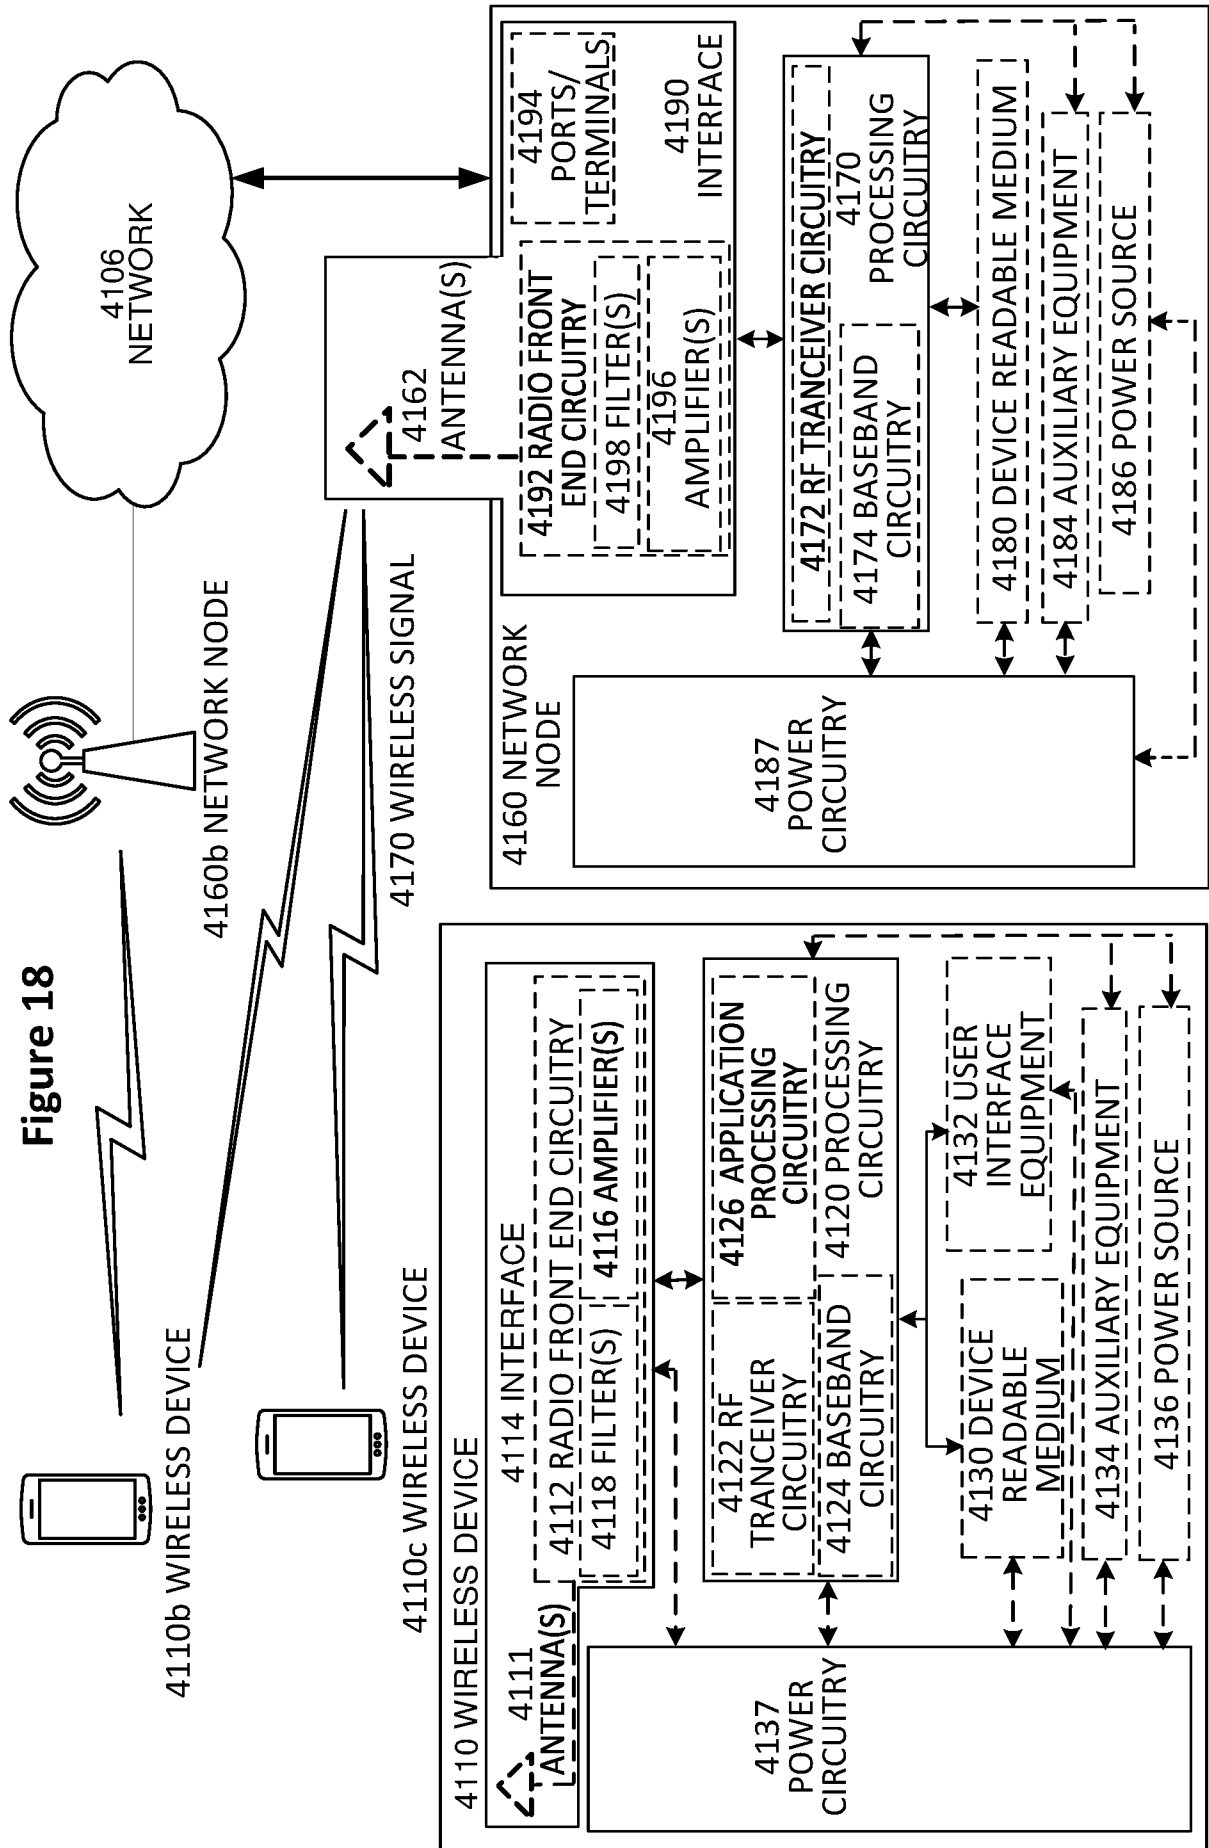 Figure 18
4106
NETWORK
4110b WIRELESS DEVICE
4160b NETWORK NODE
4110c WIRELESS DEVICE
4170 WIRELESS SIGNAL
4162
ANTENNA(S)
4110 WIRELESS DEVICE
4111
ANTENNA(S)
4114 INTERFACE
4112 RADIO FRONT END CIRCUITRY
4118 FILTER(S)
4116 AMPLIFIER(S)
4122 RF
TRANCEIVER
CIRCUITRY
4126 APPLICATION
PROCESSING
CIRCUITRY
4124 BASEBAND
CIRCUITRY
4120 PROCESSING
CIRCUITRY
4137
POWER
CIRCUITRY
4130 DEVICE
READABLE
MEDIUM
4132 USER
INTERFACE
EQUIPMENT
4134 AUXILIARY EQUIPMENT
4136 POWER SOURCE
4160 NETWORK
NODE
4192 RADIO FRONT
END CIRCUITRY
4198 FILTER(S)
4196
AMPLIFIER(S)
4194
PORTS/
TERMINALS
4190
INTERFACE
4172 RF TRANCEIVER CIRCUITRY
4174 BASEBAND
CIRCUITRY
4170
PROCESSING
CIRCUITRY
4187
POWER
CIRCUITRY
4180 DEVICE READABLE MEDIUM
4184 AUXILIARY EQUIPMENT
4186 POWER SOURCE